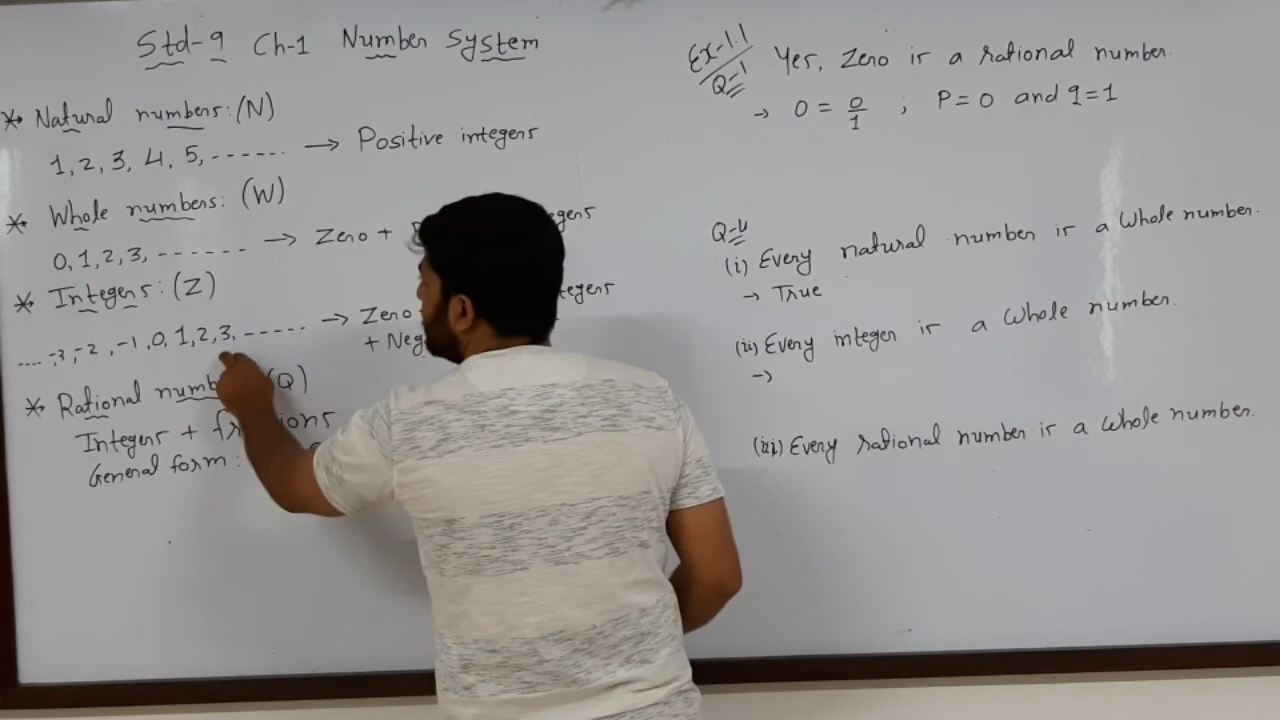 Std-9 Ch-1 Number System
* Natural numbers: (N)
1, 2, 3, 4, 5, ------ → Positive integers
* Whole numbers: (W)
0, 1, 2, 3, ------ → Zero +
* Integers: (Z)
.... -3, -2, -1, 0, 1, 2, 3, ----- → Zero
+
* Rational (Q)
Integers +
General form:
Ex-1.1
Q=1
Yes, Zero is a rational number.
→ 0 = 0/1 ; P=0 and q=1
Q-4
(i) Every natural number is a Whole number.
→ True
(ii) Every integer is a Whole number.
→
(iii) Every rational number is a Whole number.